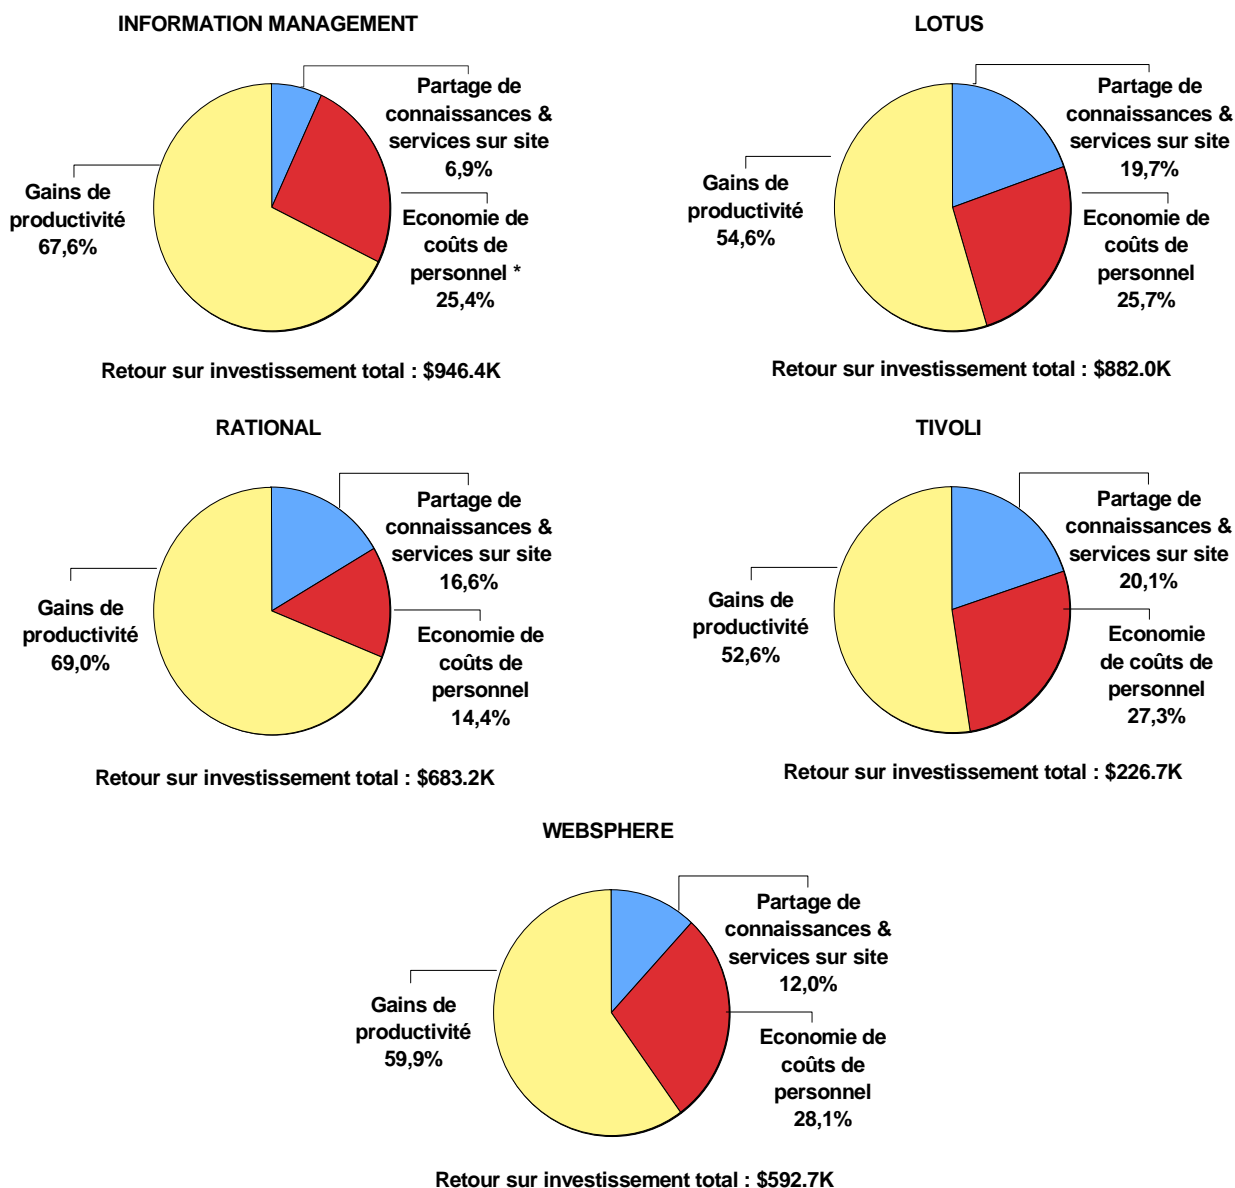 INFORMATION MANAGEMENT
Partage de
connaissances &
services sur site
6,9%
Gains de
productivité
67,6%
Economie de
coûts de
personnel *
25,4%
Retour sur investissement total : $946.4K
LOTUS
Partage de
connaissances &
services sur site
19,7%
Gains de
productivité
54,6%
Economie de
coûts de
personnel
25,7%
Retour sur investissement total : $882.0K
RATIONAL
Partage de
connaissances &
services sur site
16,6%
Gains de
productivité
69,0%
Economie de
coûts de
personnel
14,4%
Retour sur investissement total : $683.2K
TIVOLI
Partage de
connaissances &
services sur site
20,1%
Gains de
productivité
52,6%
Economie
de coûts de
personnel
27,3%
Retour sur investissement total : $226.7K
WEBSPHERE
Partage de
connaissances &
services sur site
12,0%
Gains de
productivité
59,9%
Economie de
coûts de
personnel
28,1%
Retour sur investissement total : $592.7K